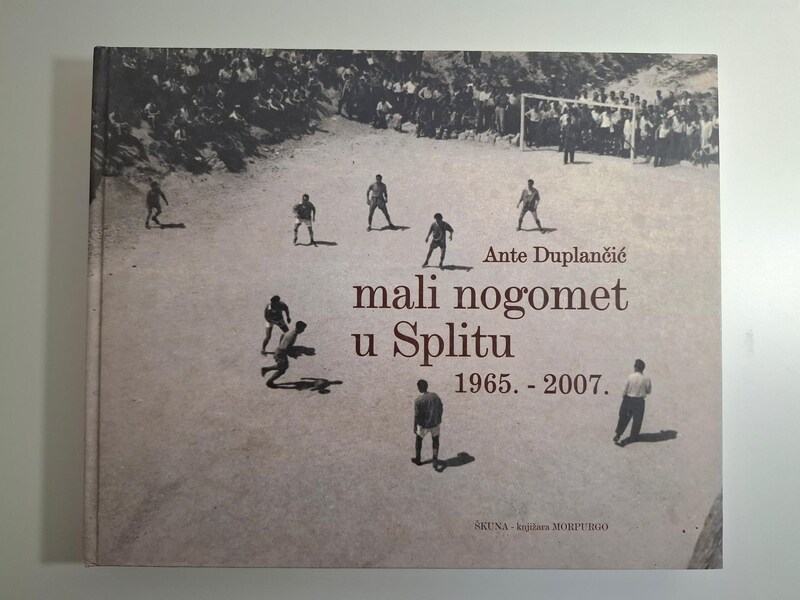 Ante Duplančić
mali nogomet
u Splitu
1965. - 2007.
ŠKUNA - knjižara MORPURGO